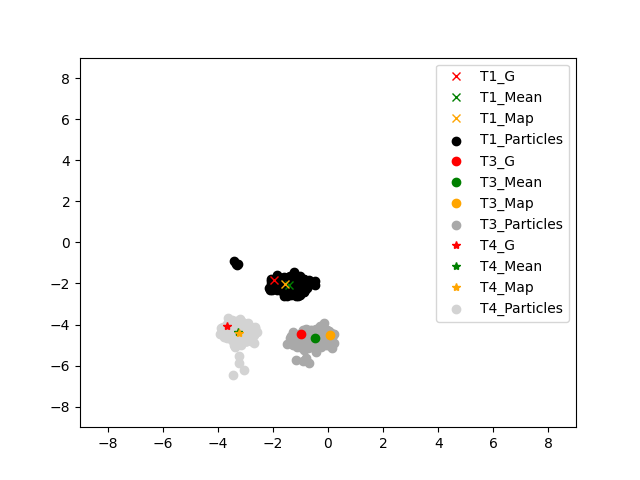 8
6
4
2
0
−2
−4
−6
−8
−8 −6 −4 −2 0 2 4 6 8
T1_G
T1_Mean
T1_Map
T1_Particles
T3_G
T3_Mean
T3_Map
T3_Particles
T4_G
T4_Mean
T4_Map
T4_Particles